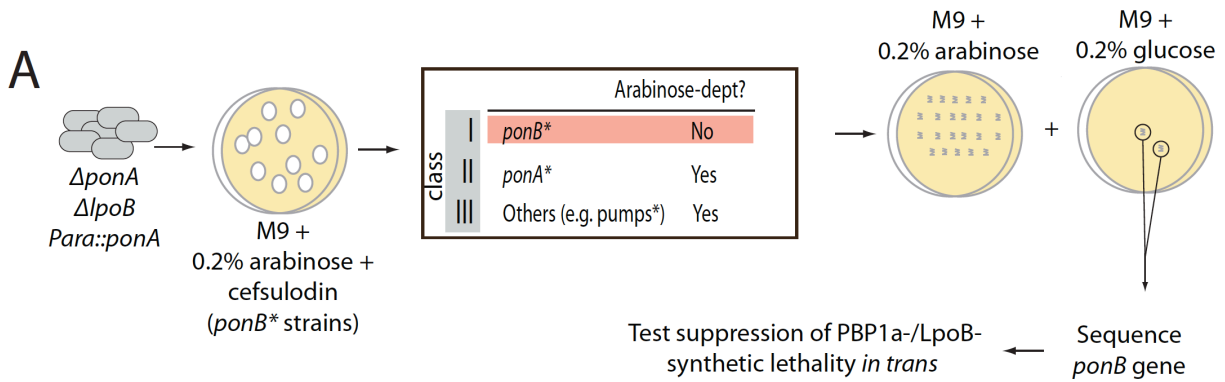 A
ΔponA
ΔlpoB
Para::ponA
M9 +
0.2% arabinose +
cefsulodin
(ponB* strains)
Arabinose-dept?
class
I ponB* No
II ponA* Yes
III Others (e.g. pumps*) Yes
M9 +
0.2% arabinose
+
M9 +
0.2% glucose
Sequence
ponB gene
Test suppression of PBP1a-/LpoB-
synthetic lethality in trans